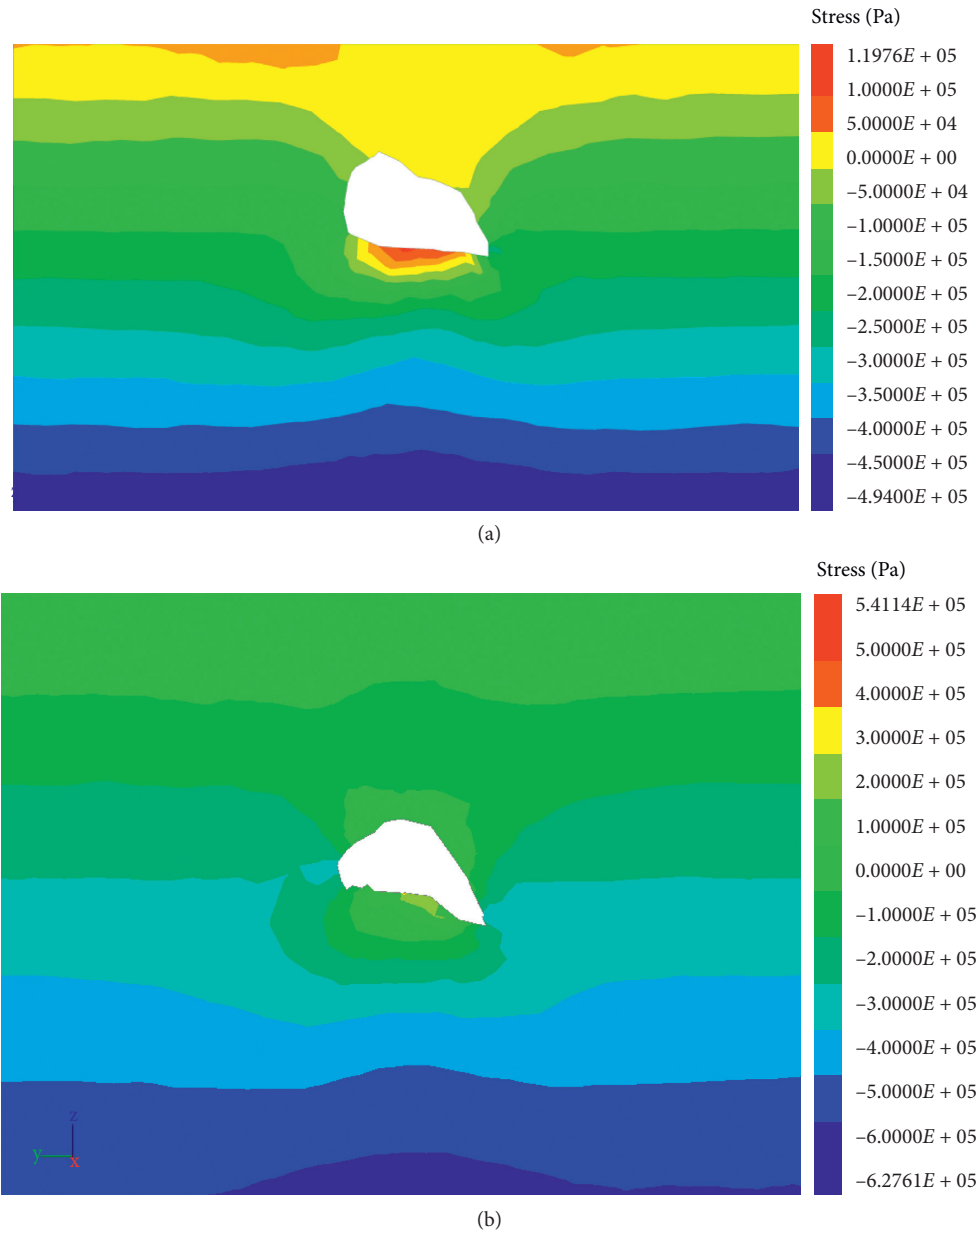 Stress (Pa)
1.1976E + 05
1.0000E + 05
5.0000E + 04
0.0000E + 00
–5.0000E + 04
–1.0000E + 05
–1.5000E + 05
–2.0000E + 05
–2.5000E + 05
–3.0000E + 05
–3.5000E + 05
–4.0000E + 05
–4.5000E + 05
–4.9400E + 05
(a)
Stress (Pa)
5.4114E + 05
5.0000E + 05
4.0000E + 05
3.0000E + 05
2.0000E + 05
1.0000E + 05
0.0000E + 00
–1.0000E + 05
–2.0000E + 05
–3.0000E + 05
–4.0000E + 05
–5.0000E + 05
–6.0000E + 05
–6.2761E + 05
z
y x
(b)